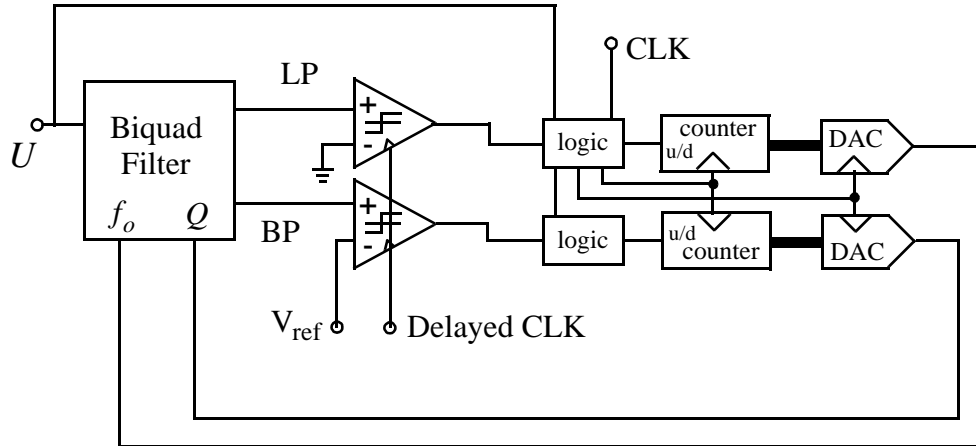 CLK
LP
+
-
Biquad
Filter
U
logic
counter
u/d
DAC
f_o
Q
BP
+
-
logic
u/d
counter
DAC
V_ref
Delayed CLK